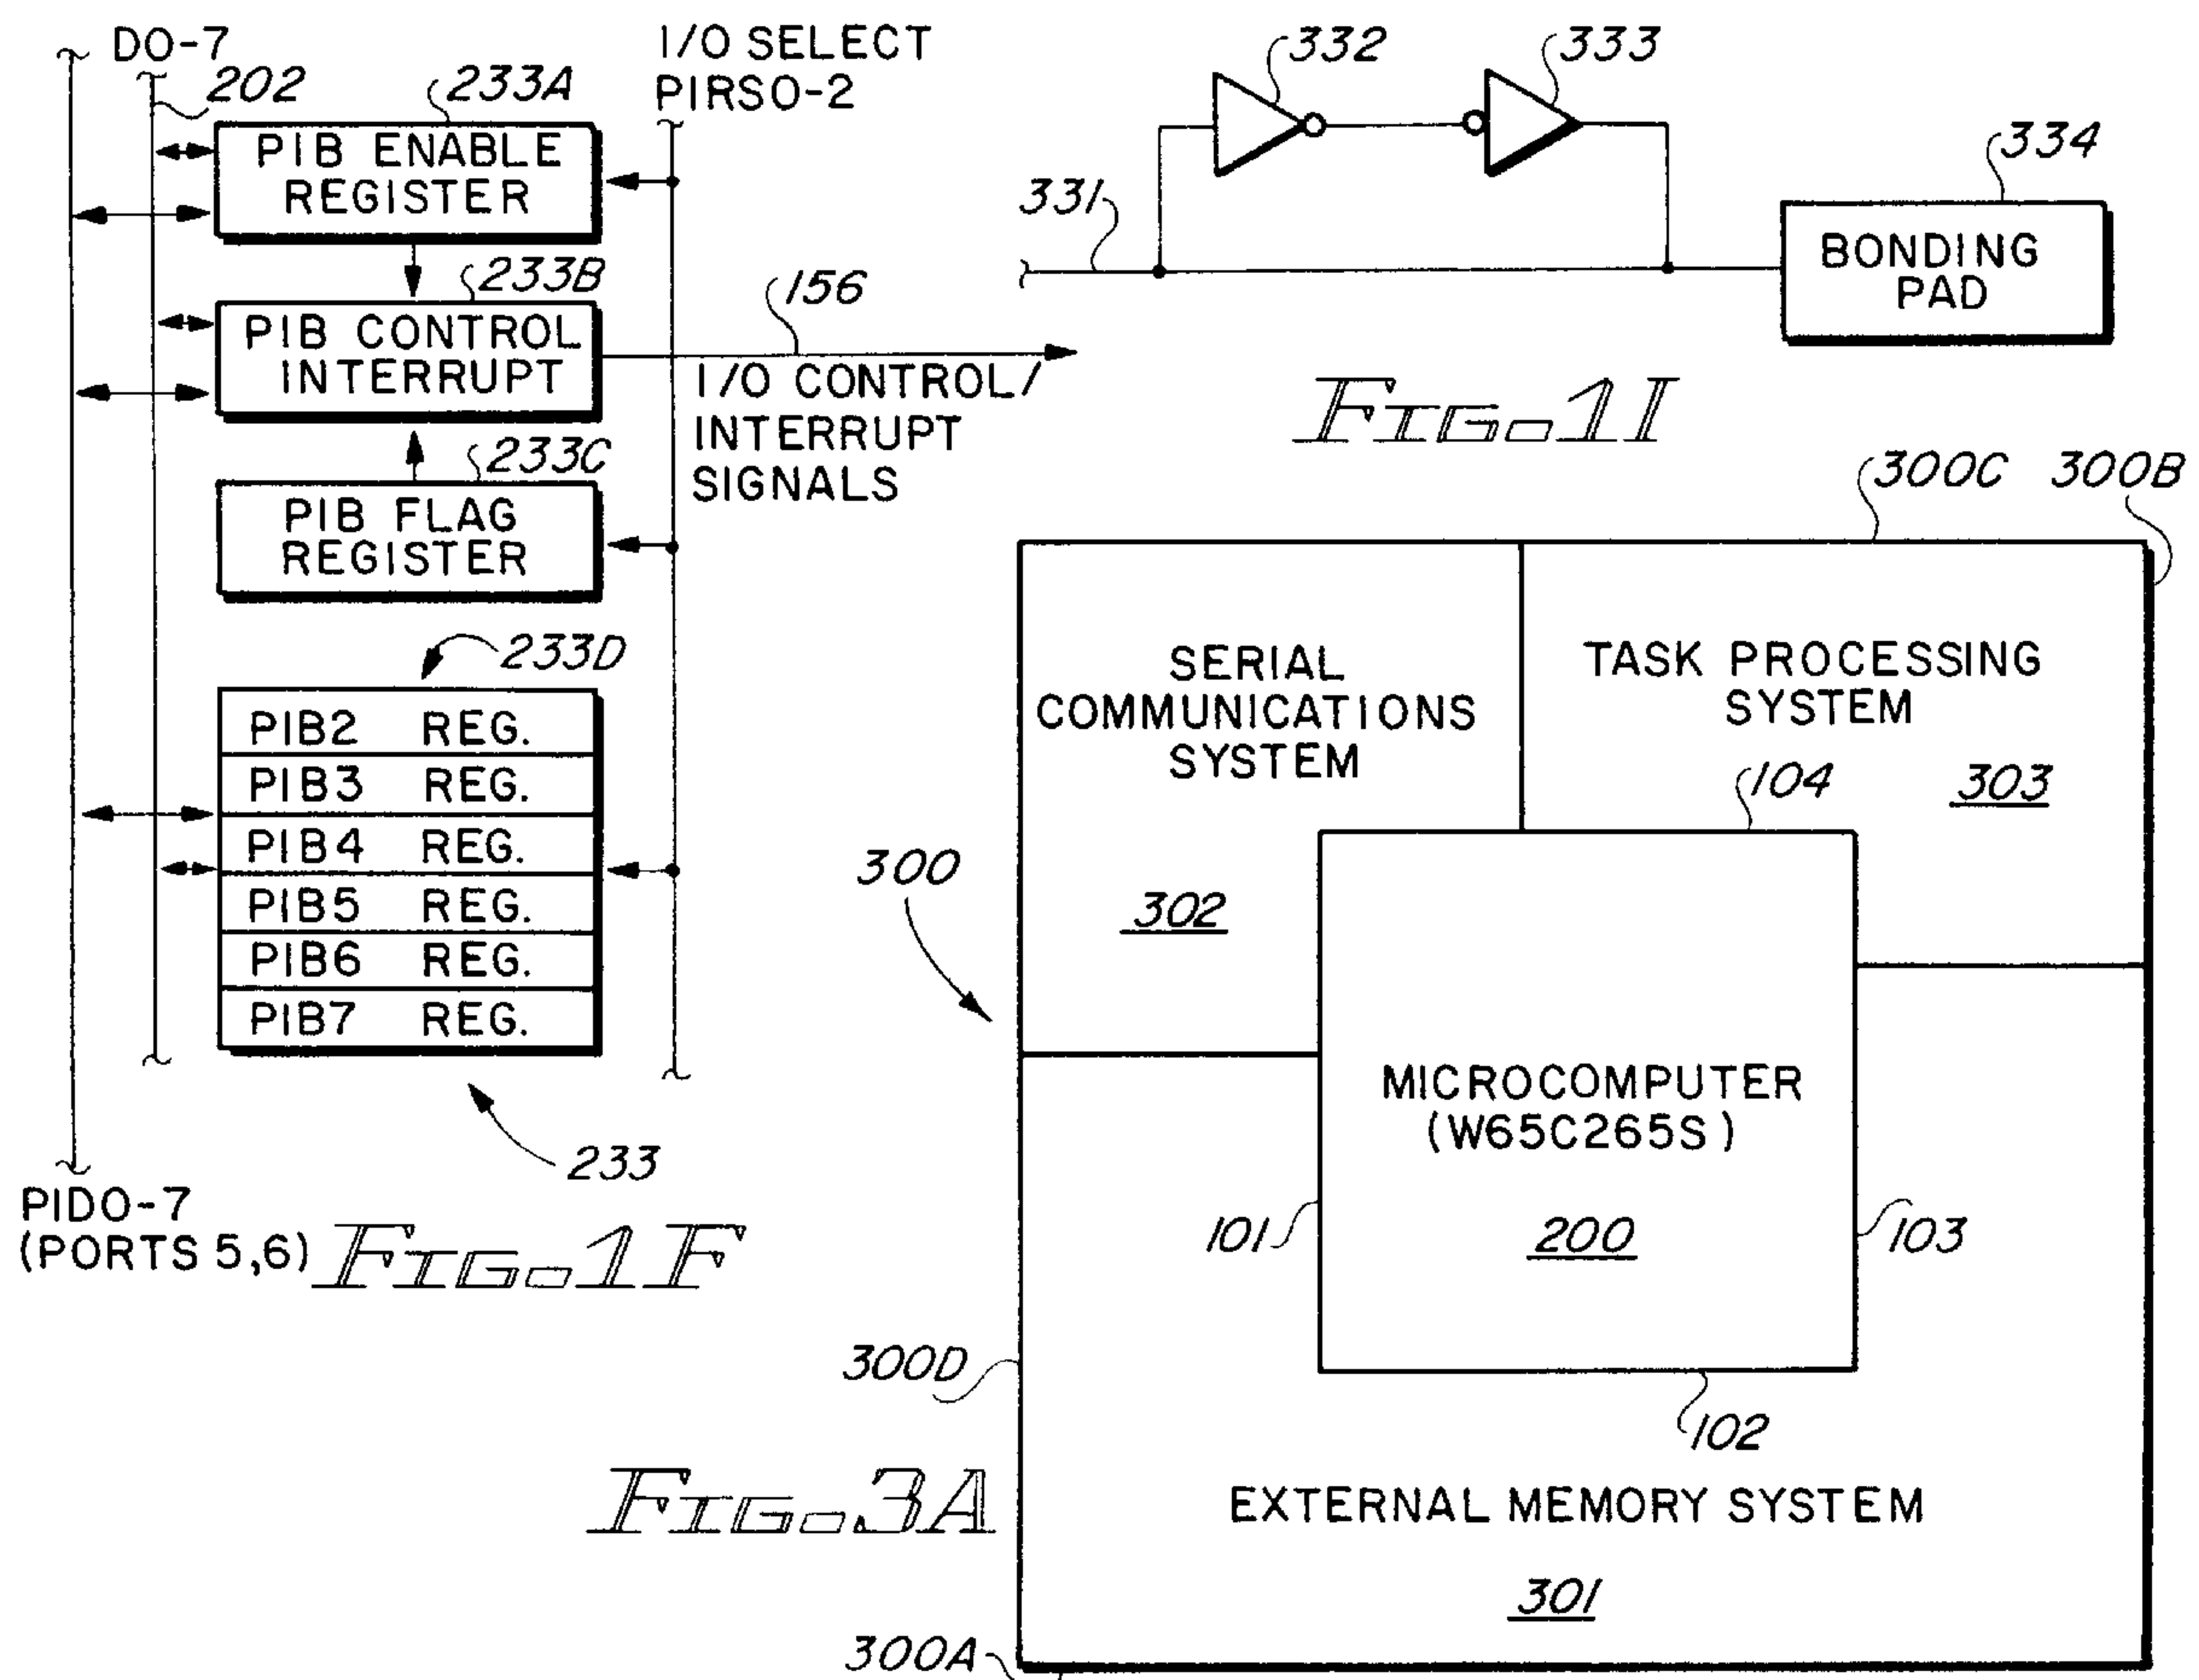 DO-7
202
I/O SELECT
PIRSO-2
233A
PIB ENABLE
REGISTER
233B
PIB CONTROL
INTERRUPT
156
I/O CONTROL/
INTERRUPT
SIGNALS
233C
PIB FLAG
REGISTER
233D
PIB2 REG.
PIB3 REG.
PIB4 REG.
PIB5 REG.
PIB6 REG.
PIB7 REG.
233
PIDO-7
(PORTS 5,6)
FIG. 1F
332
333
331
334
BONDING
PAD
FIG. 1I
300C
300B
SERIAL
COMMUNICATIONS
SYSTEM
302
TASK PROCESSING
SYSTEM
303
104
300
MICROCOMPUTER
(W65C265S)
200
101
103
102
300D
EXTERNAL MEMORY SYSTEM
301
300A
FIG. 3A